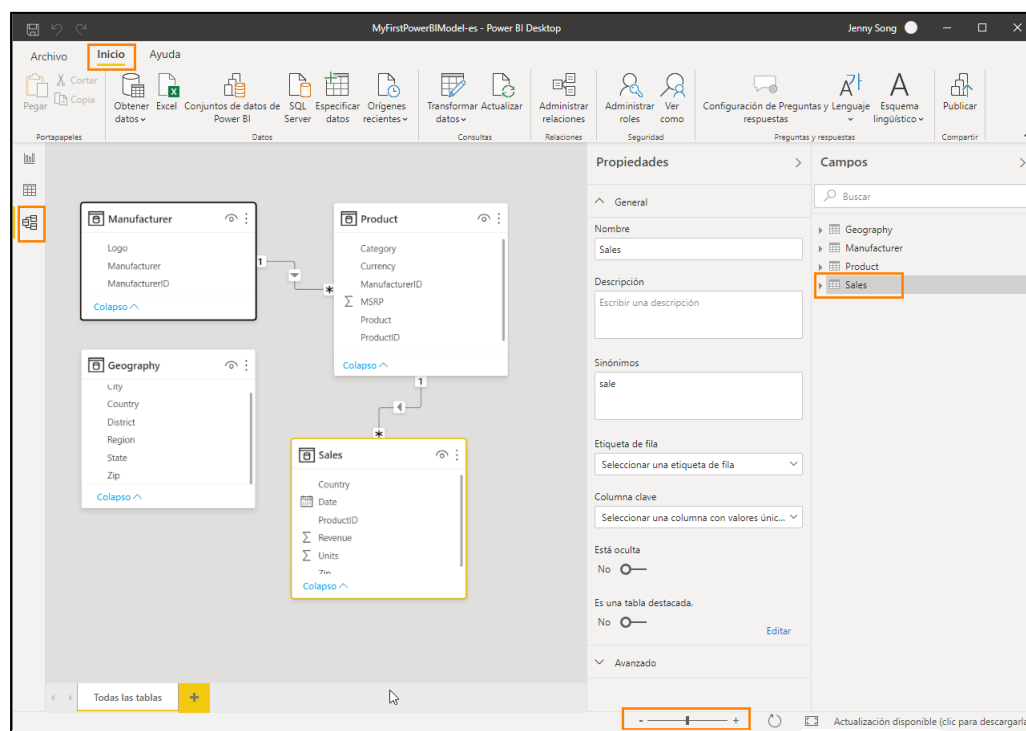 MyFirstPowerBIModel-es - Power BI Desktop
Jenny Song
Archivo
Inicio
Ayuda
Pegar
Cortar
Copia
Portapapeles
Obtener datos
Excel
Conjuntos de datos de Power BI
SQL Server
Especificar datos
Orígenes recientes
Datos
Transformar datos
Actualizar
Consultas
Administrar relaciones
Relaciones
Administrar roles
Ver como
Seguridad
Configuración de Preguntas y respuestas
Lenguaje
Esquema lingüístico
Preguntas y respuestas
Publicar
Compartir
Manufacturer
Logo
Manufacturer
ManufacturerID
Colapso
1
*
Product
Category
Currency
ManufacturerID
MSRP
Product
ProductID
Colapso
1
*
Geography
City
Country
District
Region
State
Zip
Colapso
Sales
Country
Date
ProductID
Revenue
Units
Zip
Colapso
Propiedades
General
Nombre
Sales
Descripción
Escribir una descripción
Sinónimos
sale
Etiqueta de fila
Seleccionar una etiqueta de fila
Columna clave
Seleccionar una columna con valores únic...
Está oculta
No
Es una tabla destacada.
No
Editar
Avanzado
Campos
Buscar
Geography
Manufacturer
Product
Sales
Todas las tablas
+
- +
Actualización disponible (clic para descargarla